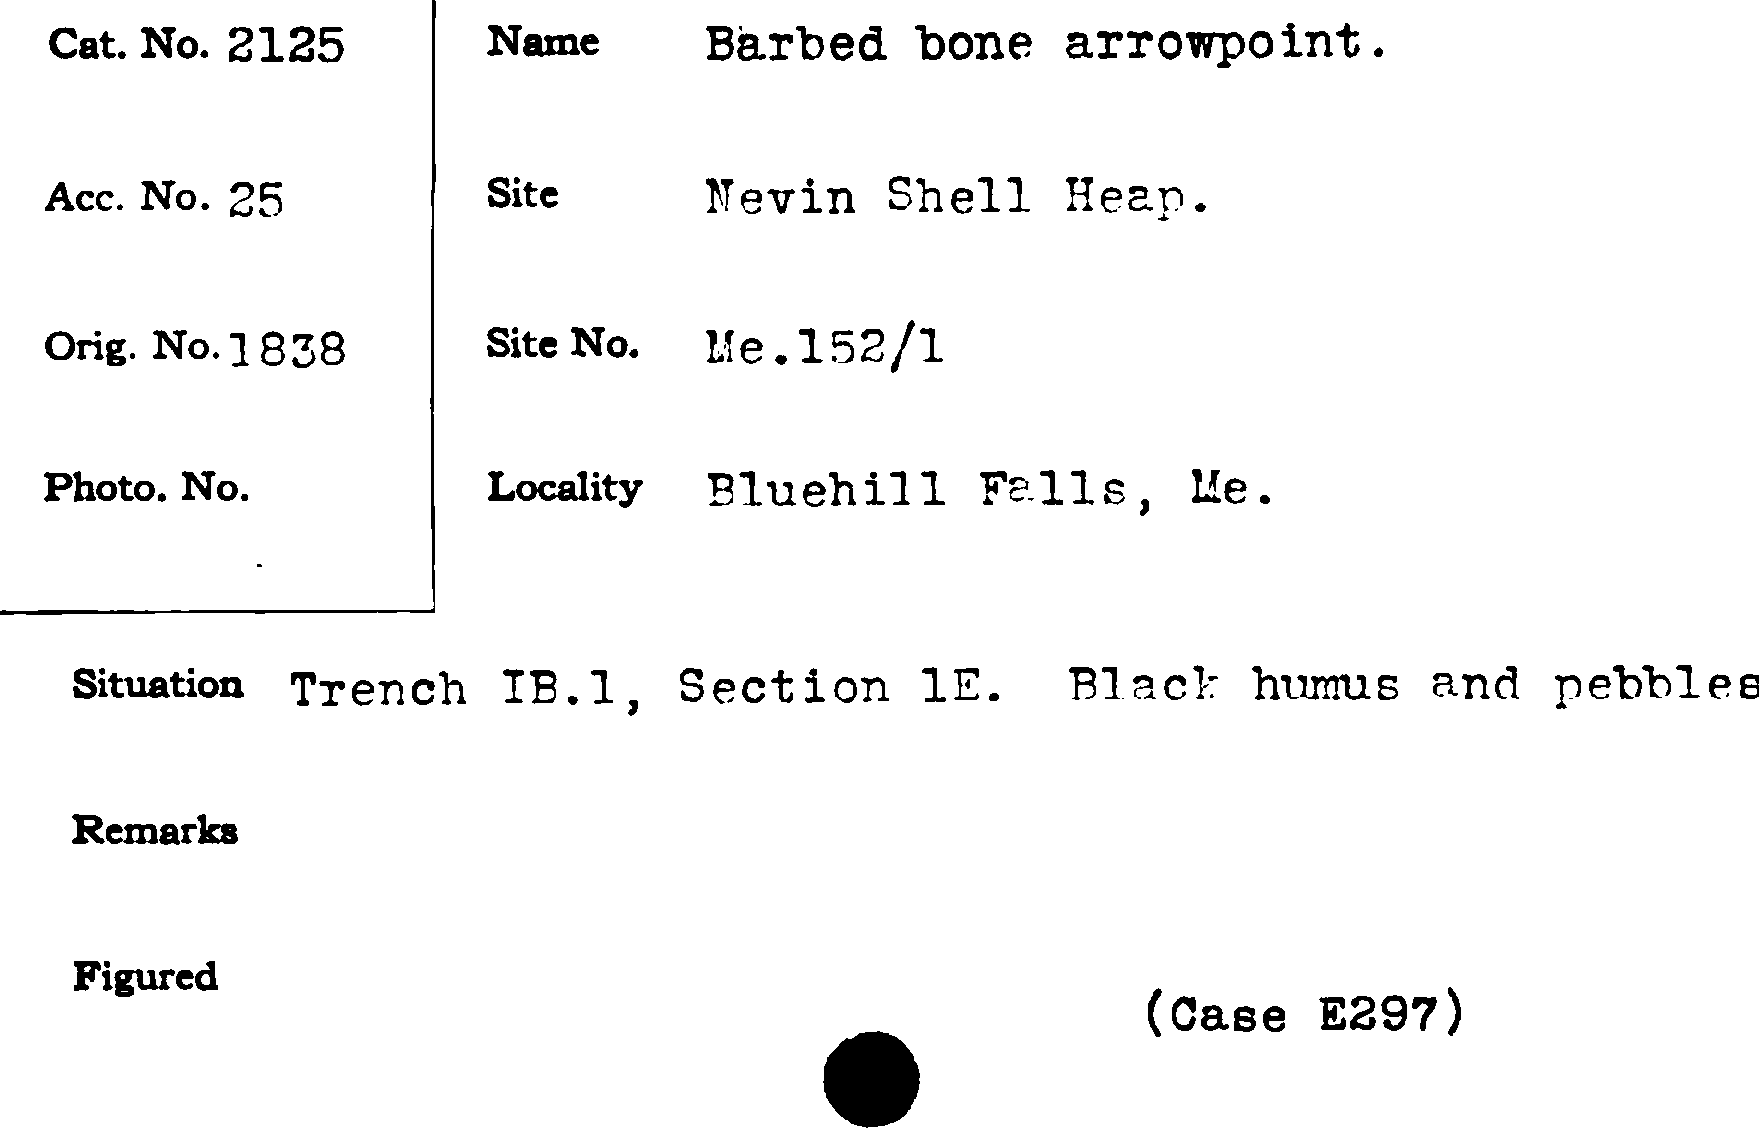 Cat. No. 2125
Name Barbed bone arrowpoint.
Acc. No. 25
Site Nevin Shell Heap.
Orig. No. 1838
Site No. Me.152/1
Photo. No.
Locality Bluehill Falls, Me.
Situation Trench IB.1, Section 1E. Black humus and pebbles
Remarks
Figured
(Case E297)